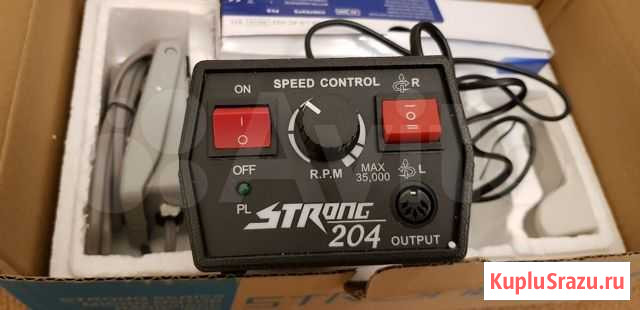 SPEED CONTROL
ON
R
OFF
R.P.M
MAX
35,000
L
PL
STRONG
204
OUTPUT
KupluSrazu.ru